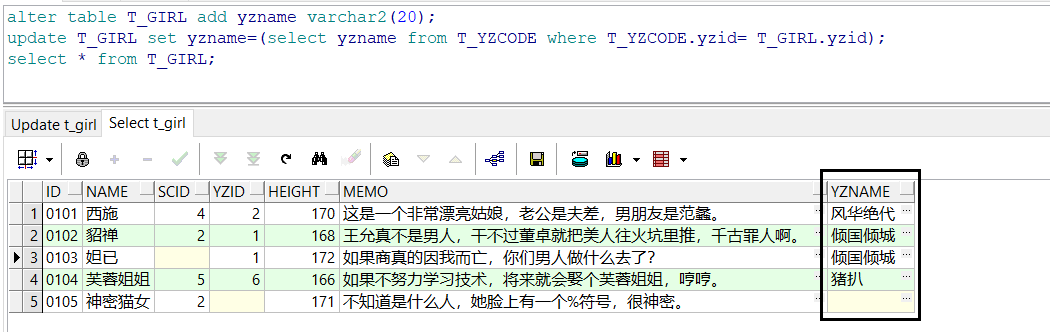 alter table T_GIRL add yzname varchar2(20);
update T_GIRL set yzname=(select yzname from T_YZCODE where T_YZCODE.yzid= T_GIRL.yzid);
select * from T_GIRL;
Update t_girl Select t_girl
ID NAME SCID YZID HEIGHT MEMO YZNAME
1 0101 西施 4 2 170 这是一个非常漂亮姑娘，老公是夫差，男朋友是范蠡。 ... 风华绝代 ...
2 0102 貂禅 2 1 168 王允真不是男人，干不过董卓就把美人往火坑里推，千古罪人啊。 ... 倾国倾城 ...
3 0103 妲已 1 172 如果商真的因我而亡，你们男人做什么去了？ ... 倾国倾城 ...
4 0104 芙蓉姐姐 5 6 166 如果不努力学习技术，将来就会娶个芙蓉姐姐，哼哼。 ... 猪扒 ...
5 0105 神密猫女 2 171 不知道是什么人，她脸上有一个%符号，很神密。 ... ...